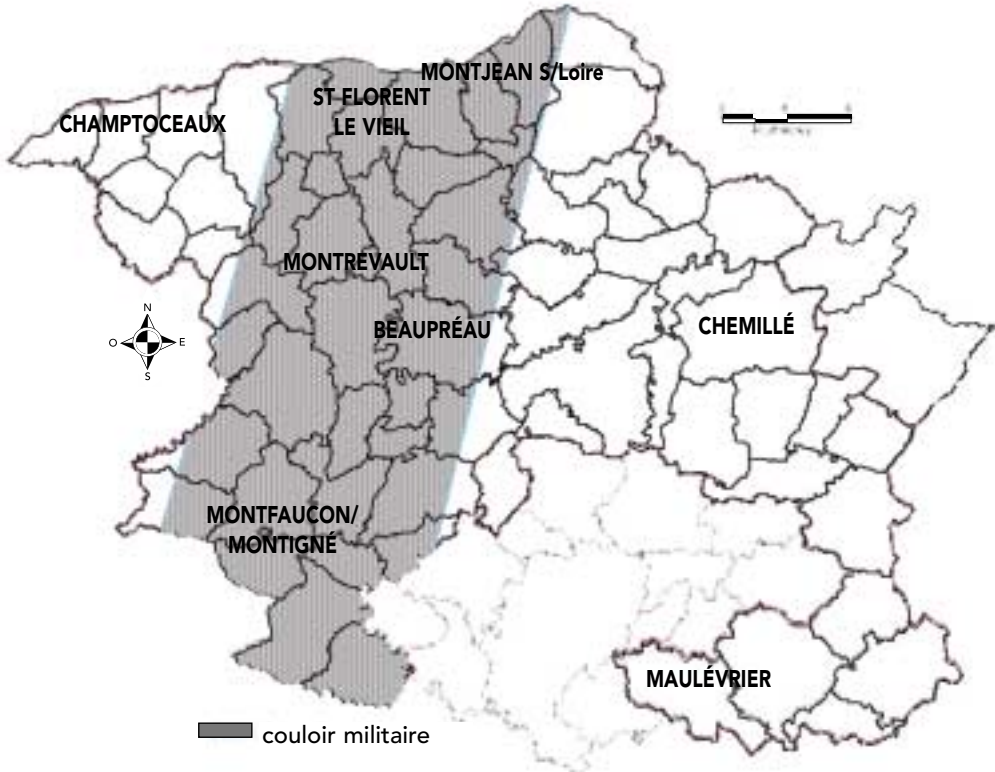 MONTJEAN S/Loire
ST FLORENT
LE VIEIL
CHAMPTOCEAUX
MONTREVAULT
N
O
E
S
BEAUPRÉAU
CHEMILLÉ
MONTFAUCON/
MONTIGNÉ
MAULÉVRIER
couloir militaire